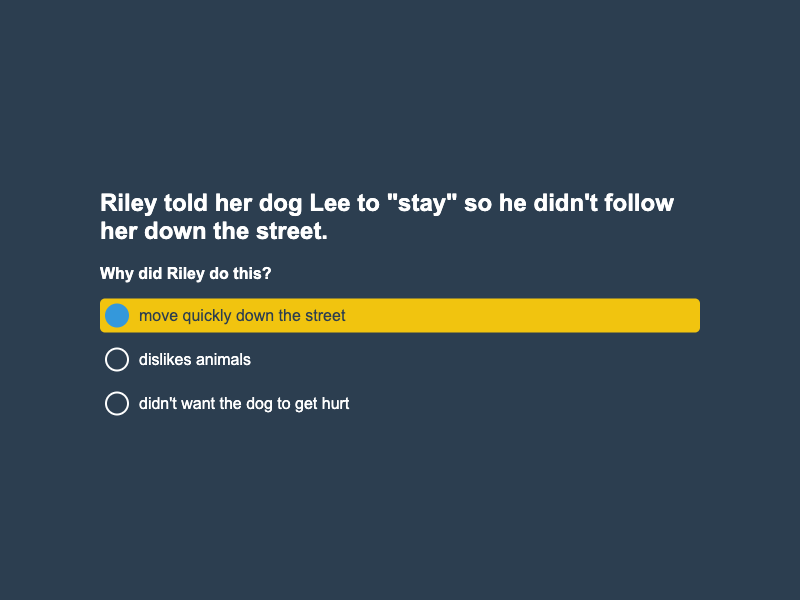 Riley told her dog Lee to "stay" so he didn't follow
her down the street.
Why did Riley do this?
move quickly down the street
dislikes animals
didn't want the dog to get hurt